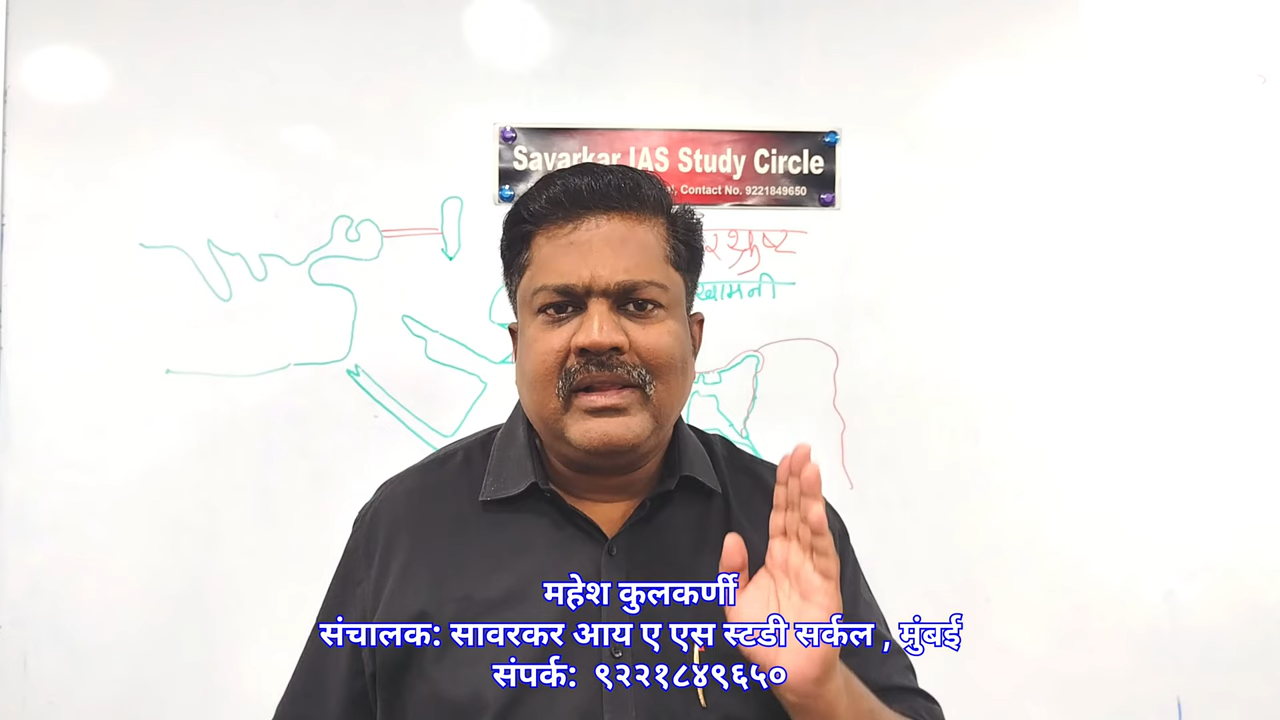 Savarkar IAS Study Circle
Contact No. 9221849650
महेश कुलकर्णी
संचालक: सावरकर आय ए एस स्टडी सर्कल , मुंबई
संपर्क: ९२२१८४९६५०